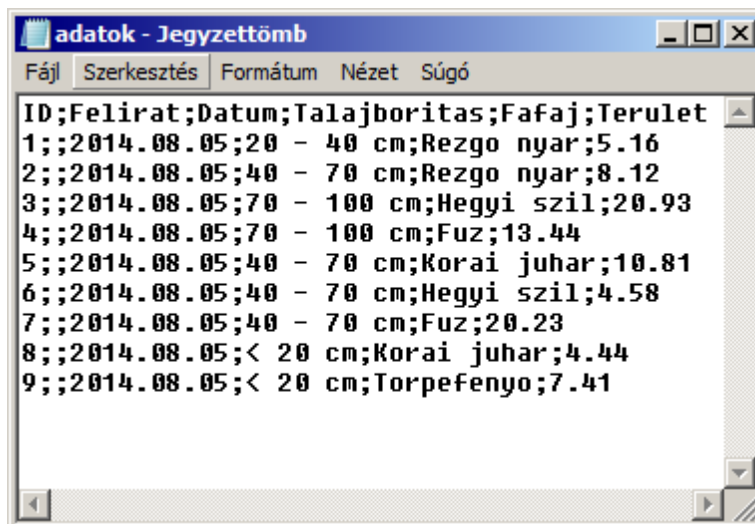 adatok - Jegyzettömb
Fájl Szerkesztés Formátum Nézet Súgó
ID;Felirat;Datum;Talajboritas;Fafaj;Terulet
1;;2014.08.05;20 - 40 cm;Rezgo nyar;5.16
2;;2014.08.05;40 - 70 cm;Rezgo nyar;8.12
3;;2014.08.05;70 - 100 cm;Hegyi szil;20.93
4;;2014.08.05;70 - 100 cm;Fuz;13.44
5;;2014.08.05;40 - 70 cm;Korai juhar;10.81
6;;2014.08.05;40 - 70 cm;Hegyi szil;4.58
7;;2014.08.05;40 - 70 cm;Fuz;20.23
8;;2014.08.05;< 20 cm;Korai juhar;4.44
9;;2014.08.05;< 20 cm;Torpefenyo;7.41